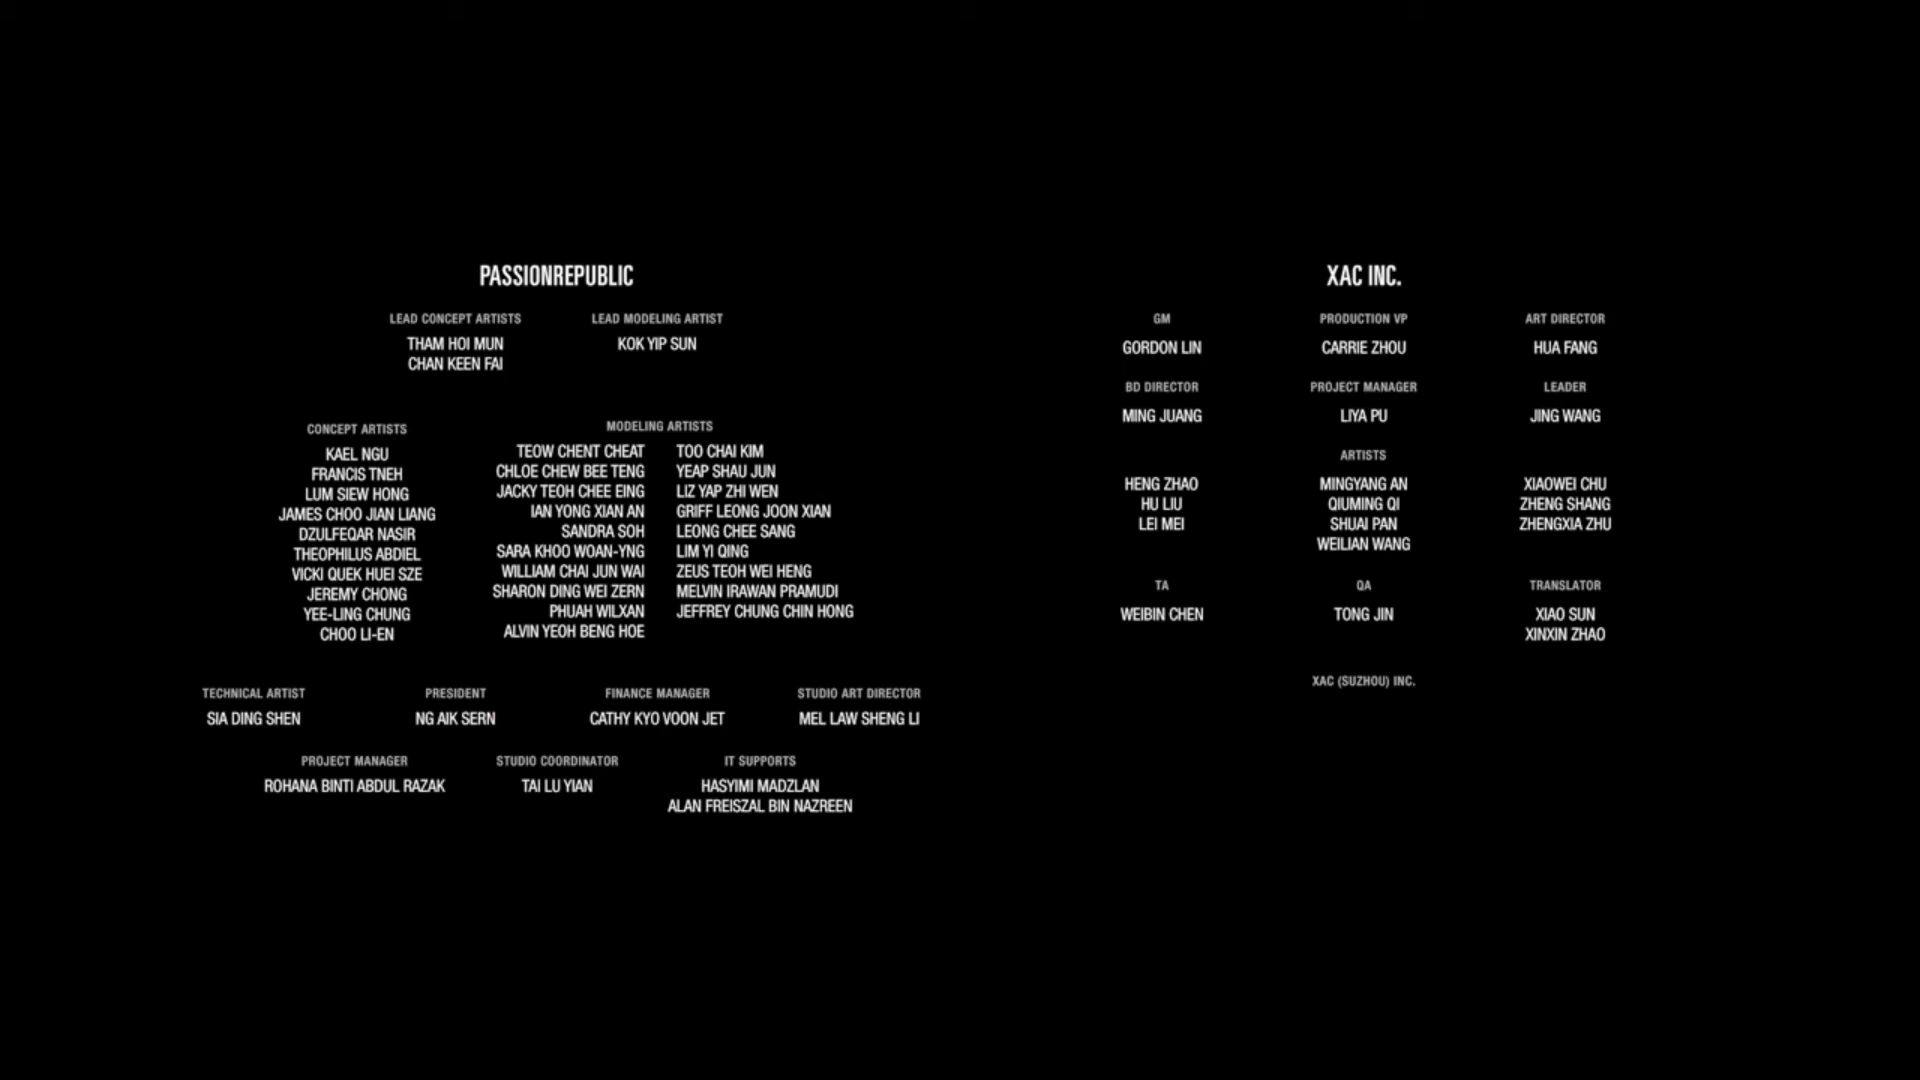 PASSIONREPUBLIC
LEAD CONCEPT ARTISTS
THAM HOI MUN
CHAN KEEN FAI
LEAD MODELING ARTIST
KOK YIP SUN
CONCEPT ARTISTS
KAEL NGU
FRANCIS TNEH
LUM SIEW HONG
JAMES CHOO JIAN LIANG
DZULFEQAR NASIR
THEOPHILUS ABDIEL
VICKI QUEK HUEI SZE
JEREMY CHONG
YEE-LING CHUNG
CHOO LI-EN
MODELING ARTISTS
TEOW CHENT CHEAT
CHLOE CHEW BEE TENG
JACKY TEOH CHEE EING
IAN YONG XIAN AN
SANDRA SOH
SARA KHOO WOAN-YNG
WILLIAM CHAI JUN WAI
SHARON DING WEI ZERN
PHUAH WILXAN
ALVIN YEOH BENG HOE
TOO CHAI KIM
YEAP SHAU JUN
LIZ YAP ZHI WEN
GRIFF LEONG JOON XIAN
LEONG CHEE SANG
LIM YI QING
ZEUS TEOH WEI HENG
MELVIN IRAWAN PRAMUDI
JEFFREY CHUNG CHIN HONG
TECHNICAL ARTIST
SIA DING SHEN
PRESIDENT
NG AIK SERN
FINANCE MANAGER
CATHY KYO VOON JET
STUDIO ART DIRECTOR
MEL LAW SHENG LI
PROJECT MANAGER
ROHANA BINTI ABDUL RAZAK
STUDIO COORDINATOR
TAI LU YIAN
IT SUPPORTS
HASYIMI MADZLAN
ALAN FREISZAL BIN NAZREEN
XAC INC.
GM
GORDON LIN
PRODUCTION VP
CARRIE ZHOU
ART DIRECTOR
HUA FANG
BD DIRECTOR
MING JUANG
PROJECT MANAGER
LIYA PU
LEADER
JING WANG
ARTISTS
HENG ZHAO
HU LIU
LEI MEI
MINGYANG AN
QIUMING QI
SHUAI PAN
WEILIAN WANG
XIAOWEI CHU
ZHENG SHANG
ZHENGXIA ZHU
TA
WEIBIN CHEN
QA
TONG JIN
TRANSLATOR
XIAO SUN
XINXIN ZHAO
XAC (SUZHOU) INC.